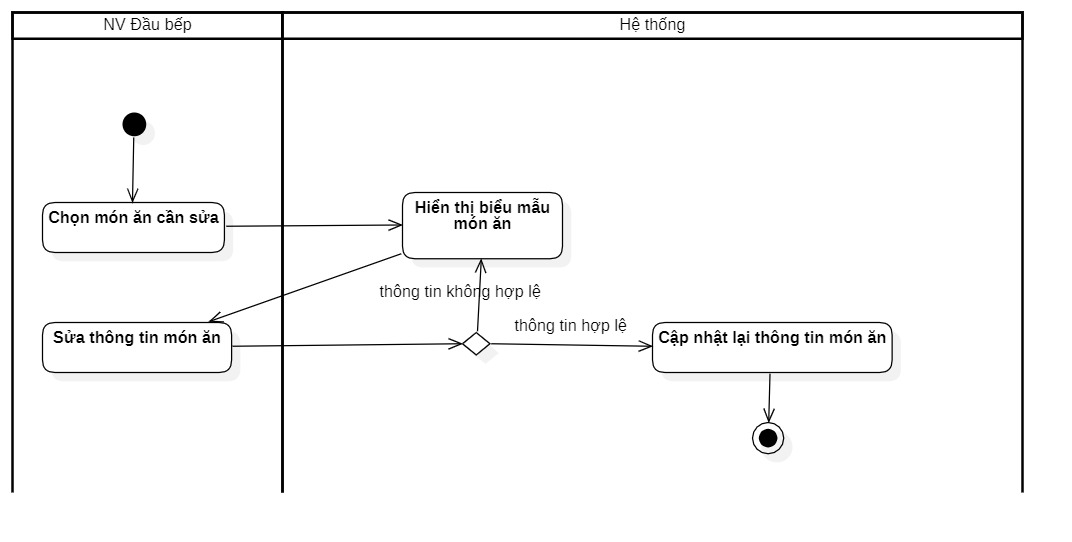 NV Đầu bếp
Hệ thống
Chọn món ăn cần sửa
Hiển thị biểu mẫu
món ăn
thông tin không hợp lệ
thông tin hợp lệ
Sửa thông tin món ăn
Cập nhật lại thông tin món ăn